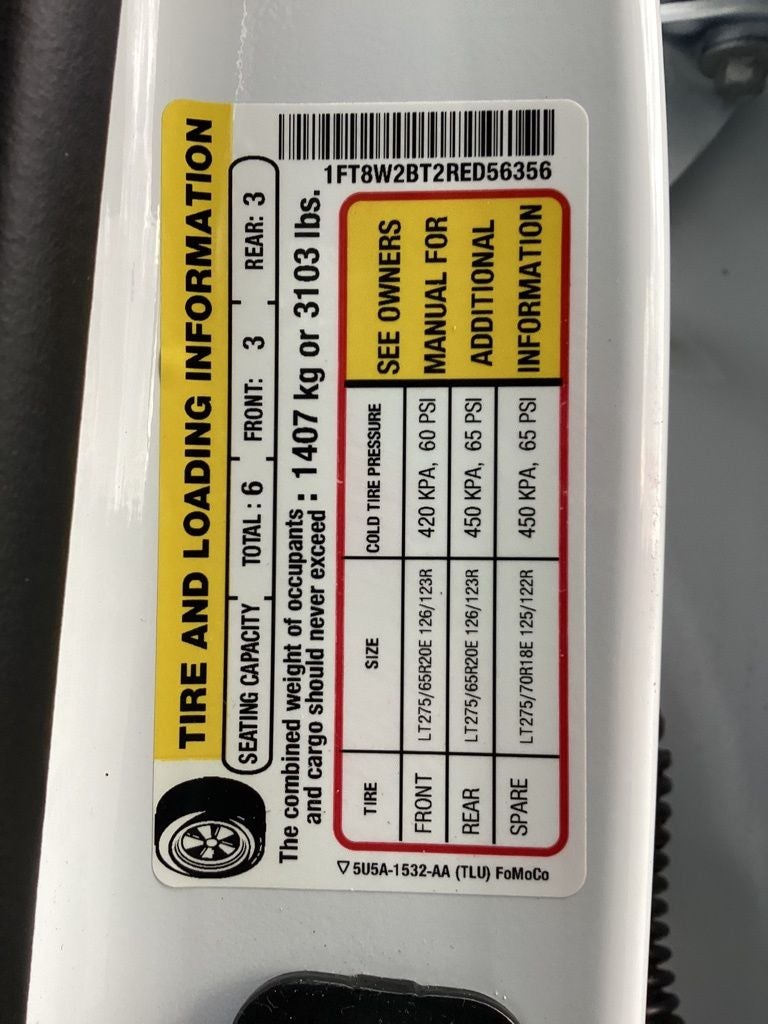 TIRE AND LOADING INFORMATION
SEATING CAPACITY TOTAL : 6 FRONT: 3 REAR: 3
The combined weight of occupants
and cargo should never exceed : 1407 kg or 3103 lbs.
1FT8W2BT2RED56356
TIRE SIZE COLD TIRE PRESSURE
FRONT LT275/65R20E 126/123R 420 KPA, 60 PSI
REAR LT275/65R20E 126/123R 450 KPA, 65 PSI
SPARE LT275/70R18E 125/122R 450 KPA, 65 PSI
SEE OWNERS
MANUAL FOR
ADDITIONAL
INFORMATION
5U5A-1532-AA (TLU) FoMoCo